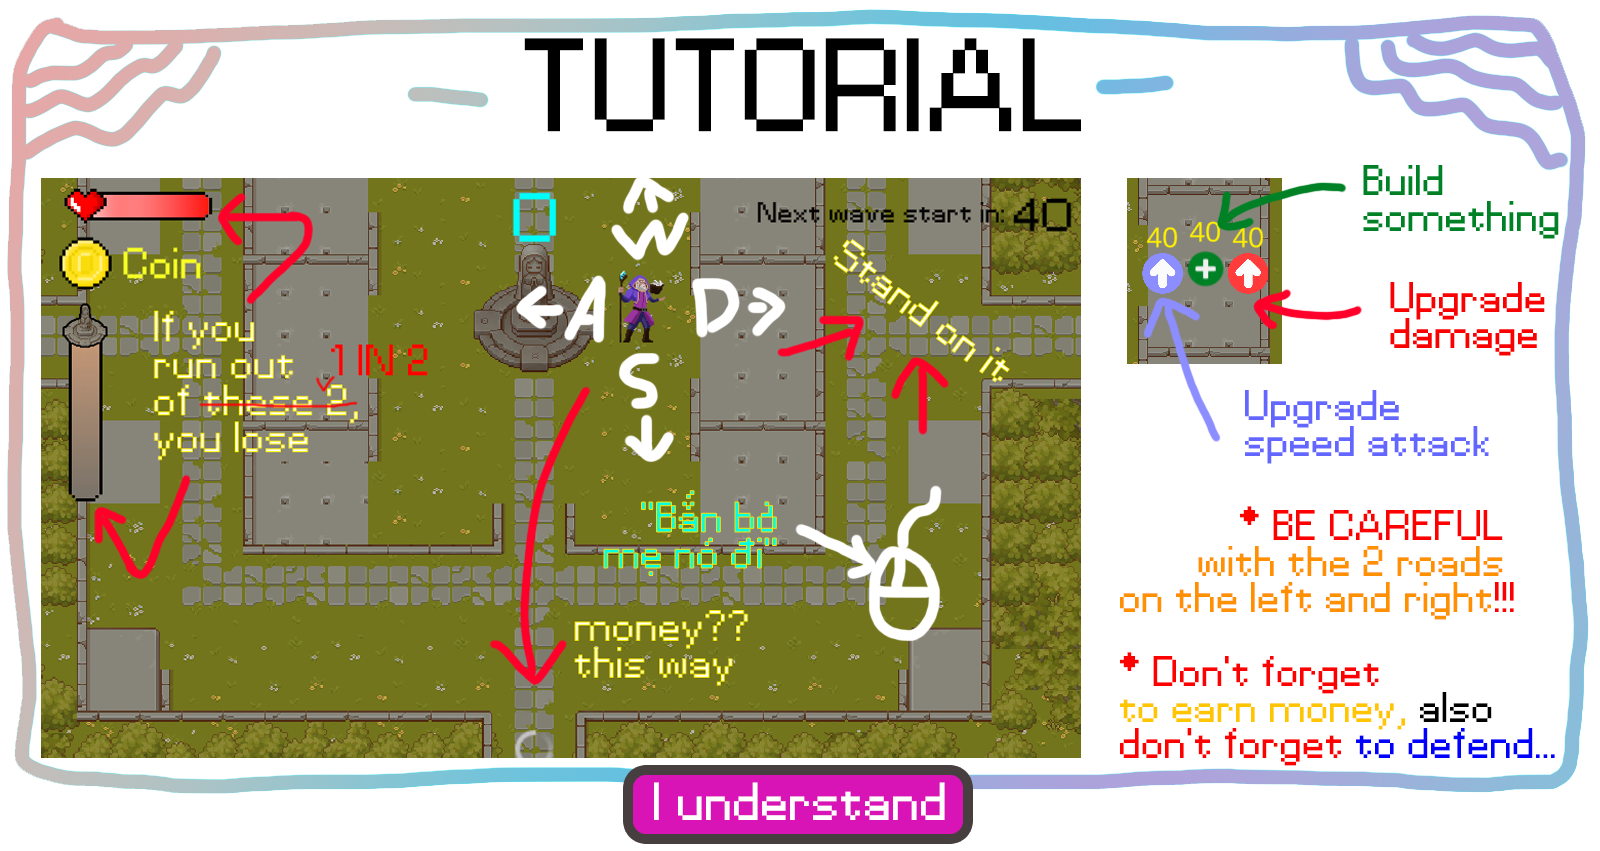 TUTORIAL
Next wave start in: 40
Coin
If you
run out
1 IN 2
of these 2,
you lose
W
A
D
S
Stand on it
"Bắn bỏ
mẹ nó đi"
money??
this way
Build
something
40
40
40
Upgrade
damage
Upgrade
speed attack
* BE CAREFUL
with the 2 roads
on the left and right!!!
* Don't forget
to earn money, also
don't forget to defend...
I understand